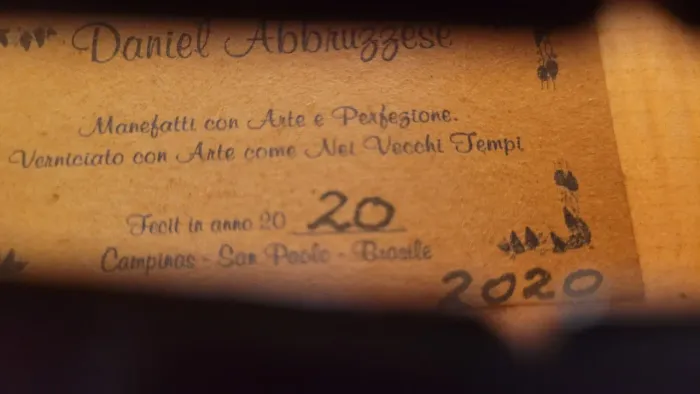 Daniel Abbruzzese
Manefatti con Arte e Perfezione.
Verniciato con Arte come Nei Vecchi Tempi
Fecit in anno 20 20
Campinas - San Paolo - Brasile
2020